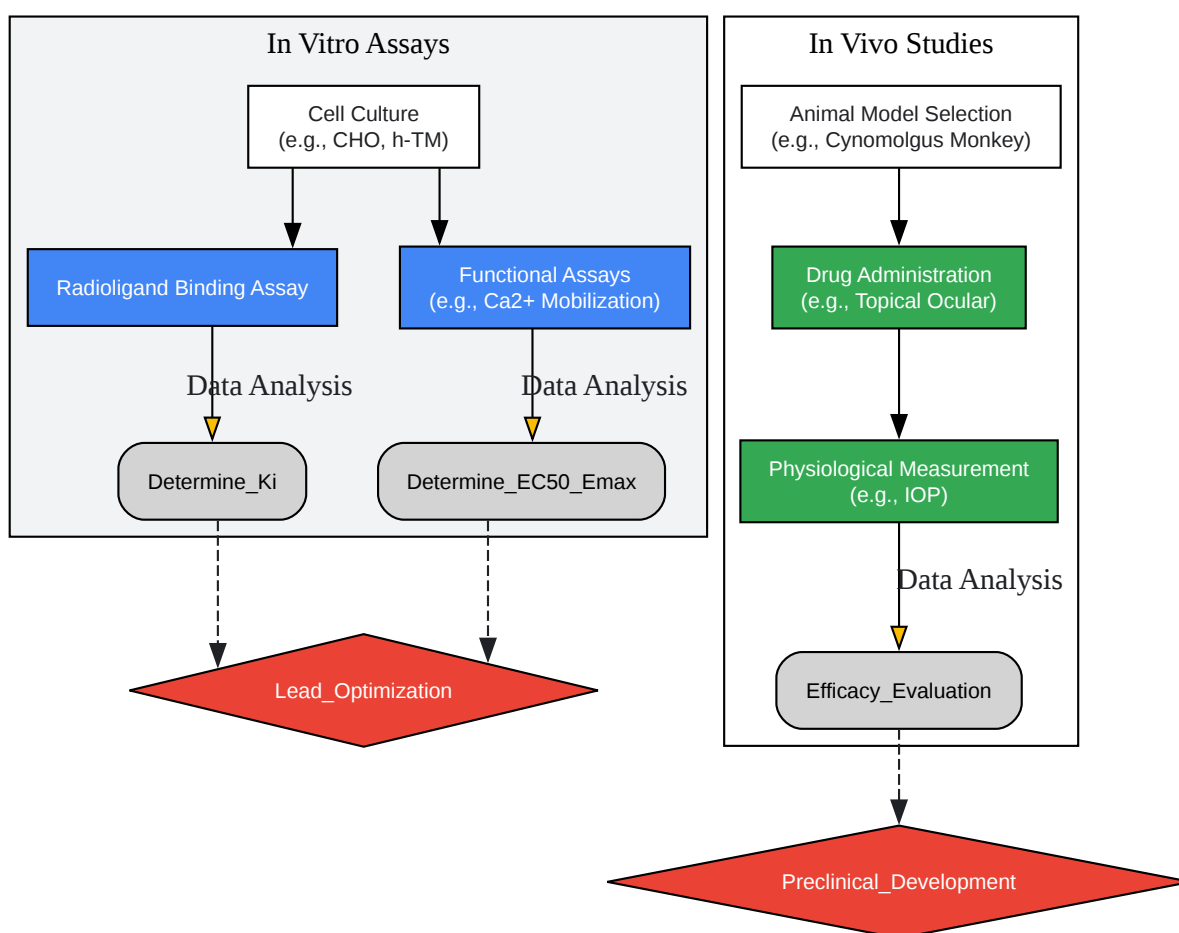 In Vitro Assays
Cell Culture
(e.g., CHO, h-TM)
Radioligand Binding Assay
Functional Assays
(e.g., Ca2+ Mobilization)
Data Analysis
Data Analysis
Determine_Ki
Determine_EC50_Emax
Lead_Optimization
In Vivo Studies
Animal Model Selection
(e.g., Cynomolgus Monkey)
Drug Administration
(e.g., Topical Ocular)
Physiological Measurement
(e.g., IOP)
Data Analysis
Efficacy_Evaluation
Preclinical_Development